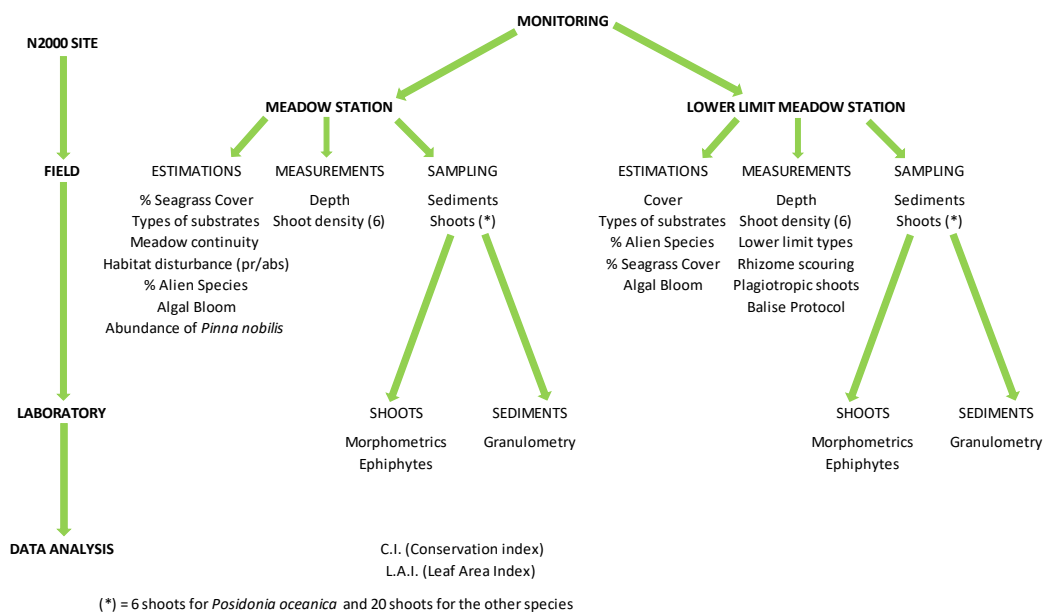 MONITORING
N2000 SITE
MEADOW STATION
LOWER LIMIT MEADOW STATION
FIELD
ESTIMATIONS
% Seagrass Cover
Types of substrates
Meadow continuity
Habitat disturbance (pr/abs)
% Alien Species
Algal Bloom
Abundance of Pinna nobilis
MEASUREMENTS
Depth
Shoot density (6)
SAMPLING
Sediments
Shoots (*)
ESTIMATIONS
Cover
Types of substrates
% Alien Species
% Seagrass Cover
Algal Bloom
MEASUREMENTS
Depth
Shoot density (6)
Lower limit types
Rhizome scouring
Plagiotropic shoots
Balise Protocol
SAMPLING
Sediments
Shoots (*)
LABORATORY
SHOOTS
Morphometrics
Ephiphytes
SEDIMENTS
Granulometry
SHOOTS
Morphometrics
Ephiphytes
SEDIMENTS
Granulometry
DATA ANALYSIS
C.I. (Conservation index)
L.A.I. (Leaf Area Index)
(*) = 6 shoots for Posidonia oceanica and 20 shoots for the other species